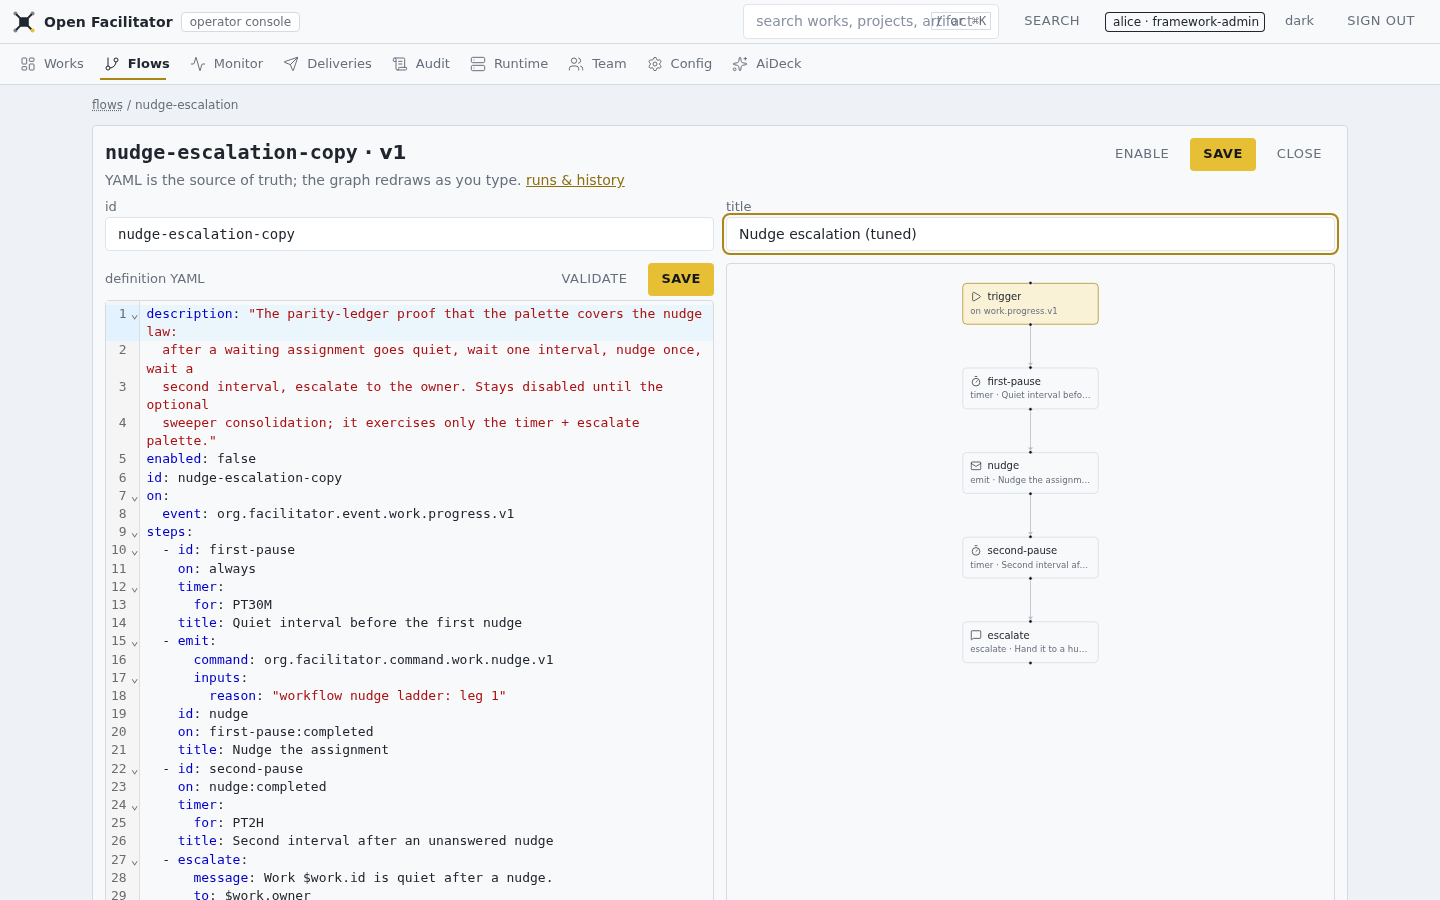 Open Facilitator
operator console
search works, projects, artifact
/ or ⌘K
SEARCH
alice · framework-admin
dark
SIGN OUT
Works
Flows
Monitor
Deliveries
Audit
Runtime
Team
Config
AiDeck
flows / nudge-escalation
nudge-escalation-copy · v1
ENABLE
SAVE
CLOSE
YAML is the source of truth; the graph redraws as you type. runs & history
id
title
nudge-escalation-copy
Nudge escalation (tuned)
definition YAML
VALIDATE
SAVE
1 description: "The parity-ledger proof that the palette covers the nudge
law:
2 after a waiting assignment goes quiet, wait one interval, nudge once,
wait a
3 second interval, escalate to the owner. Stays disabled until the
optional
4 sweeper consolidation; it exercises only the timer + escalate
palette."
5 enabled: false
6 id: nudge-escalation-copy
7 on:
8 event: org.facilitator.event.work.progress.v1
9 steps:
10 - id: first-pause
11 on: always
12 timer:
13 for: PT30M
14 title: Quiet interval before the first nudge
15 - emit:
16 command: org.facilitator.command.work.nudge.v1
17 inputs:
18 reason: "workflow nudge ladder: leg 1"
19 id: nudge
20 on: first-pause:completed
21 title: Nudge the assignment
22 - id: second-pause
23 on: nudge:completed
24 timer:
25 for: PT2H
26 title: Second interval after an unanswered nudge
27 - escalate:
28 message: Work $work.id is quiet after a nudge.
29 to: $work.owner
trigger
on work.progress.v1
first-pause
timer · Quiet interval befo...
nudge
emit · Nudge the assignm...
second-pause
timer · Second interval af...
escalate
escalate · Hand it to a hu...